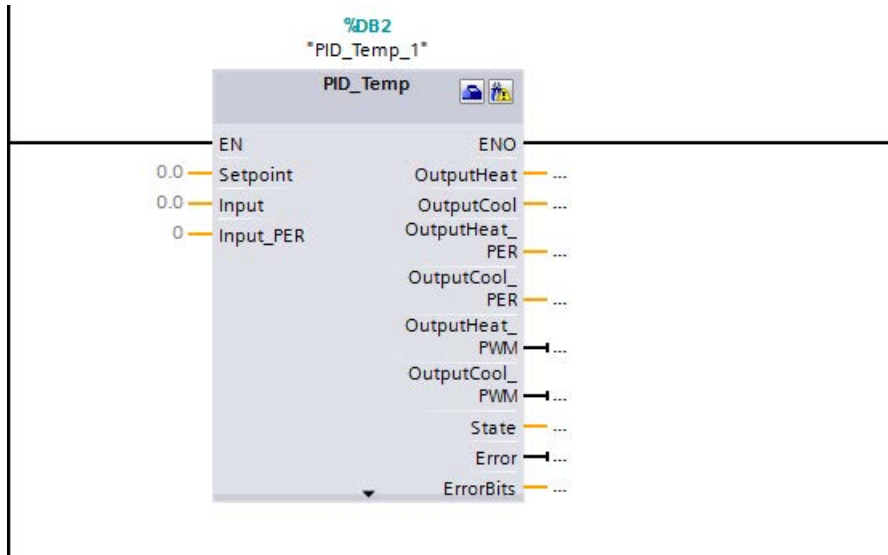 %DB2
"PID_Temp_1"
PID_Temp
EN ENO
0.0 Setpoint OutputHeat ...
0.0 Input OutputCool ...
0 Input_PER OutputHeat_
PER ...
OutputCool_
PER ...
OutputHeat_
PWM ...
OutputCool_
PWM ...
State ...
Error ...
ErrorBits ...